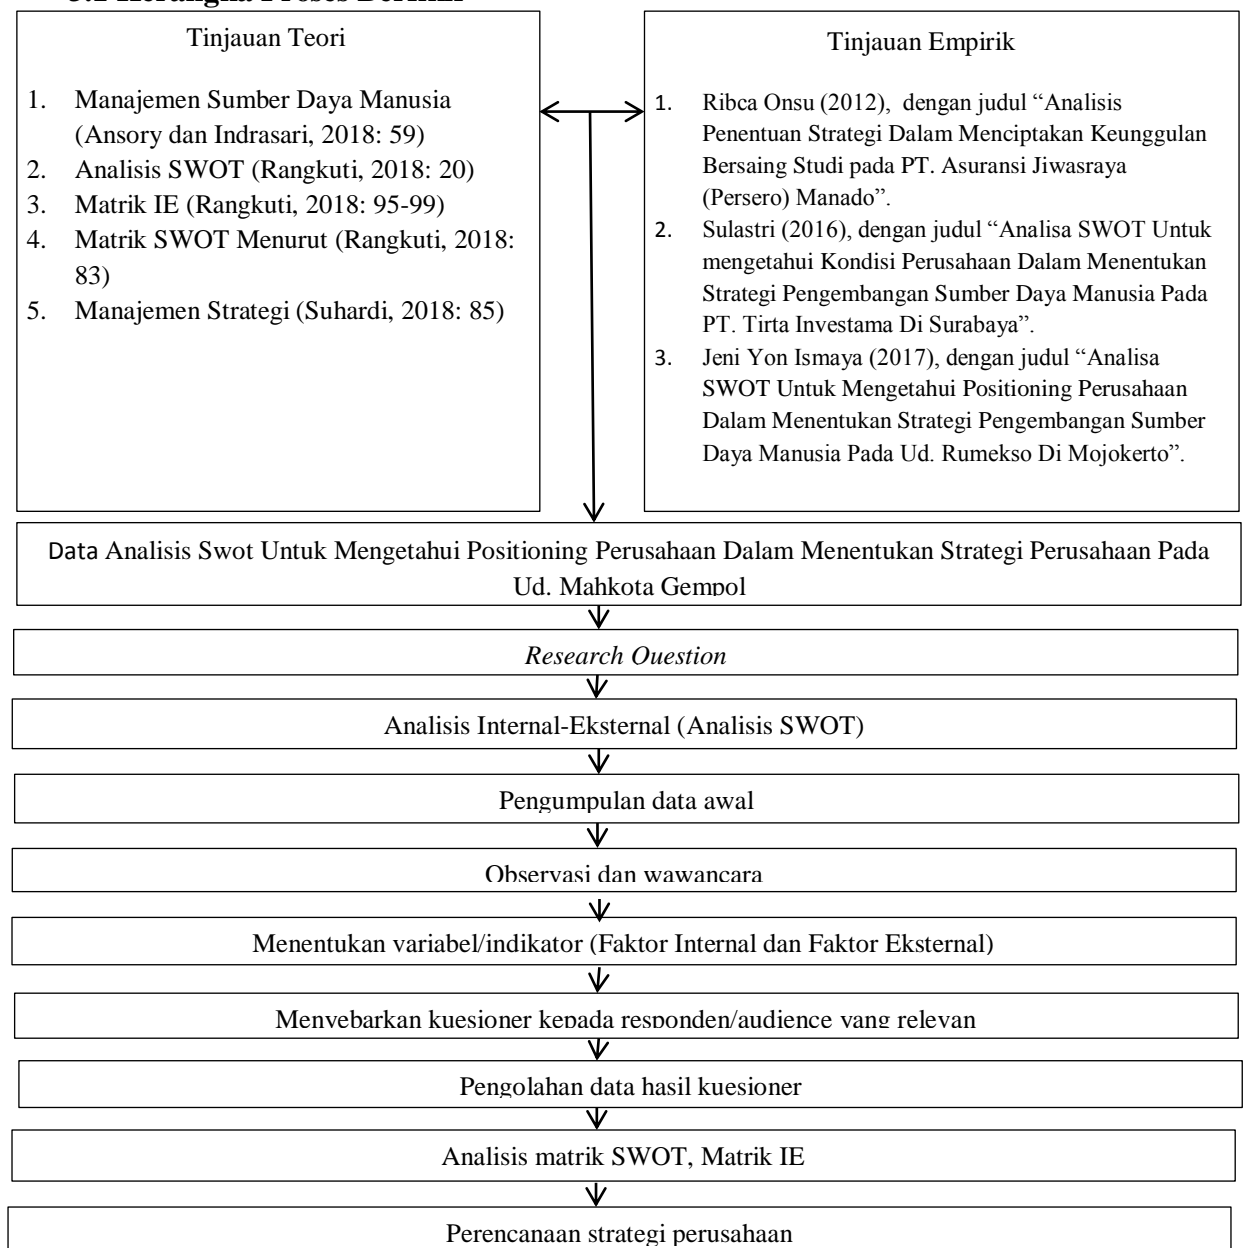 Tinjauan Teori
1. Manajemen Sumber Daya Manusia
(Ansory dan Indrasari, 2018: 59)
2. Analisis SWOT (Rangkuti, 2018: 20)
3. Matrik IE (Rangkuti, 2018: 95-99)
4. Matrik SWOT Menurut (Rangkuti, 2018:
83)
5. Manajemen Strategi (Suhardi, 2018: 85)
Tinjauan Empirik
1. Ribca Onsu (2012), dengan judul “Analisis
Penentuan Strategi Dalam Menciptakan Keunggulan
Bersaing Studi pada PT. Asuransi Jiwasraya
(Persero) Manado”.
2. Sulastri (2016), dengan judul “Analisa SWOT Untuk
mengetahui Kondisi Perusahaan Dalam Menentukan
Strategi Pengembangan Sumber Daya Manusia Pada
PT. Tirta Investama Di Surabaya”.
3. Jeni Yon Ismaya (2017), dengan judul “Analisa
SWOT Untuk Mengetahui Positioning Perusahaan
Dalam Menentukan Strategi Pengembangan Sumber
Daya Manusia Pada Ud. Rumekso Di Mojokerto”.
Data Analisis Swot Untuk Mengetahui Positioning Perusahaan Dalam Menentukan Strategi Perusahaan Pada
Ud. Mahkota Gempol
Research Question
Analisis Internal-Eksternal (Analisis SWOT)
Pengumpulan data awal
Observasi dan wawancara
Menentukan variabel/indikator (Faktor Internal dan Faktor Eksternal)
Menyebarkan kuesioner kepada responden/audience yang relevan
Pengolahan data hasil kuesioner
Analisis matrik SWOT, Matrik IE
Perencanaan strategi perusahaan